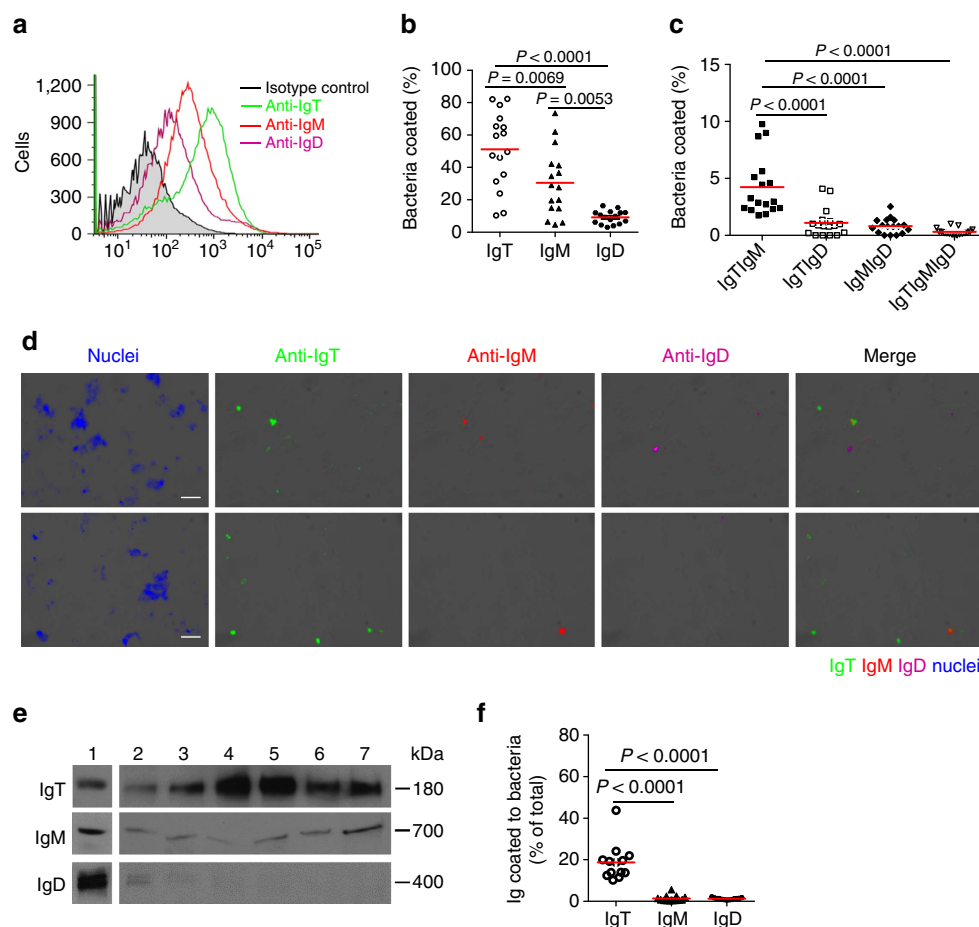 a
1,200
900
600
300
0
Cells
10¹ 10² 10³ 10⁴ 10⁵
Isotype control
Anti-IgT
Anti-IgM
Anti-IgD
b
P < 0.0001
P = 0.0069
P = 0.0053
100
80
60
40
20
0
Bacteria coated (%)
IgT IgM IgD
c
P < 0.0001
P < 0.0001
P < 0.0001
15
10
5
0
Bacteria coated (%)
IgTIgM IgTIgD IgMIgD IgTIgMIgD
d
Nuclei Anti-IgT Anti-IgM Anti-IgD Merge
IgT IgM IgD nuclei
e
1 2 3 4 5 6 7 kDa
IgT 180
IgM 700
IgD 400
f
P < 0.0001
P < 0.0001
80
60
40
20
0
Ig coated to bacteria
(% of total)
IgT IgM IgD